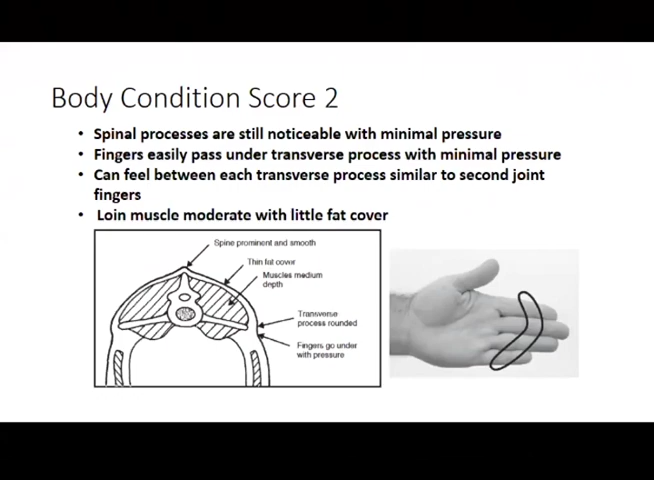 Body Condition Score 2
• Spinal processes are still noticeable with minimal pressure
• Fingers easily pass under transverse process with minimal pressure
• Can feel between each transverse process similar to second joint
fingers
• Loin muscle moderate with little fat cover
Spine prominent and smooth
Thin fat cover
Muscles medium
depth
Transverse
process rounded
Fingers go under
with pressure